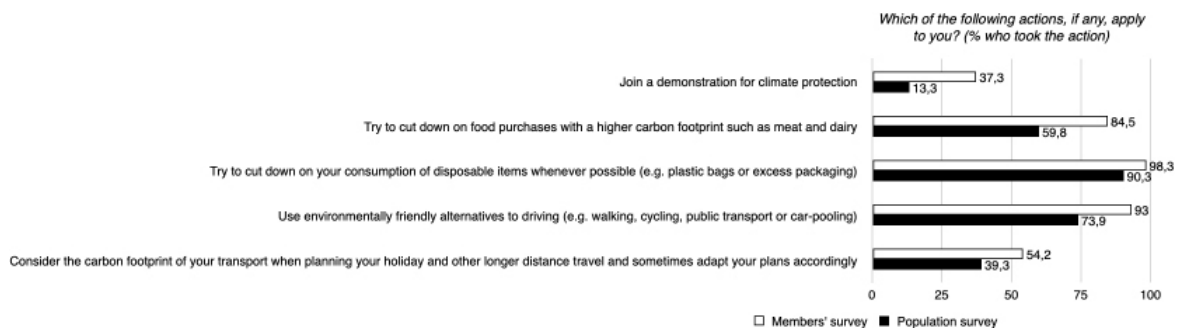 Which of the following actions, if any, apply
to you? (% who took the action)
Join a demonstration for climate protection
37,3
13,3
Try to cut down on food purchases with a higher carbon footprint such as meat and dairy
84,5
59,8
Try to cut down on your consumption of disposable items whenever possible (e.g. plastic bags or excess packaging)
98,3
90,3
Use environmentally friendly alternatives to driving (e.g. walking, cycling, public transport or car-pooling)
93
73,9
Consider the carbon footprint of your transport when planning your holiday and other longer distance travel and sometimes adapt your plans accordingly
54,2
39,3
0 25 50 75 100
Members' survey Population survey